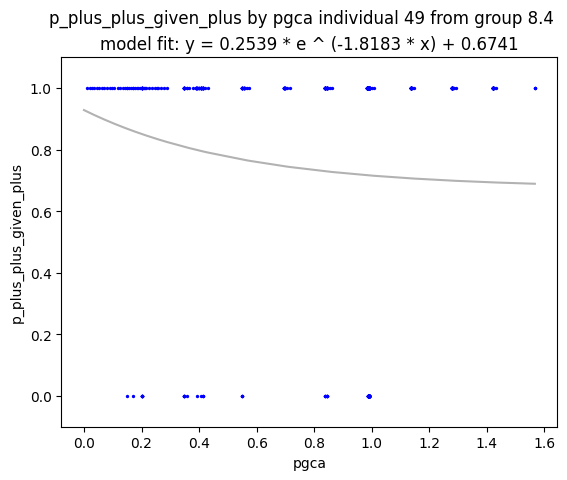 p_plus_plus_given_plus by pgca individual 49 from group 8.4
model fit: y = 0.2539 * e ^ (-1.8183 * x) + 0.6741
p_plus_plus_given_plus
1.0
0.8
0.6
0.4
0.2
0.0
0.0 0.2 0.4 0.6 0.8 1.0 1.2 1.4 1.6
pgca